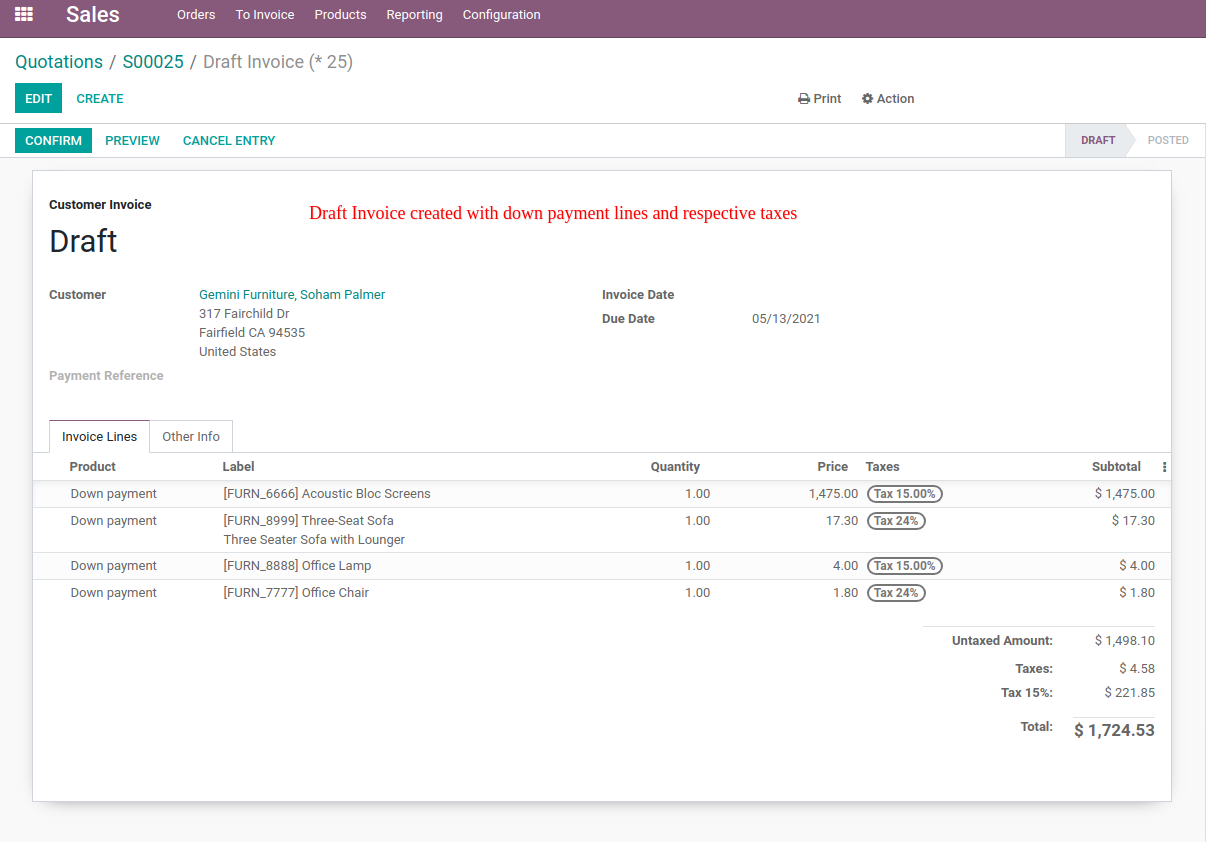 Sales Orders To Invoice Products Reporting Configuration
Quotations / S00025 / Draft Invoice (* 25)
EDIT CREATE Print Action
CONFIRM PREVIEW CANCEL ENTRY DRAFT POSTED
Customer Invoice
Draft Invoice created with down payment lines and respective taxes
Draft
Customer Gemini Furniture, Soham Palmer Invoice Date
317 Fairchild Dr Due Date 05/13/2021
Fairfield CA 94535
United States
Payment Reference
Invoice Lines Other Info
Product Label Quantity Price Taxes Subtotal
Down payment [FURN_6666] Acoustic Bloc Screens 1.00 1,475.00 Tax 15.00% $ 1,475.00
Down payment [FURN_8999] Three-Seat Sofa 1.00 17.30 Tax 24% $ 17.30
Three Seater Sofa with Lounger
Down payment [FURN_8888] Office Lamp 1.00 4.00 Tax 15.00% $ 4.00
Down payment [FURN_7777] Office Chair 1.00 1.80 Tax 24% $ 1.80
Untaxed Amount: $ 1,498.10
Taxes: $ 4.58
Tax 15%: $ 221.85
Total: $ 1,724.53